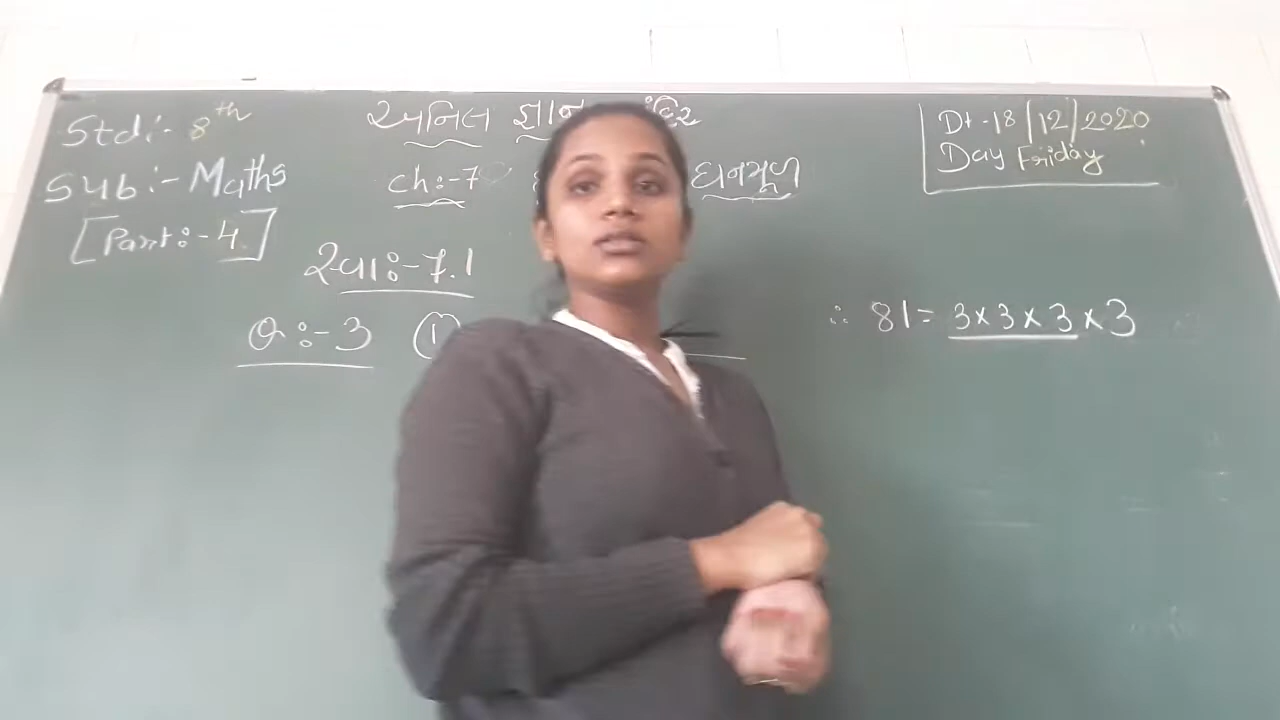 Std:- 8th
અનિલ જ્ઞાન
Dt -18/12/2020
Sub:- Maths
ch:-7
ઘનમૂળ
Day Friday
[Part:- 4]
સ્વા:-7.1
Q:-3 (1)
∴ 81= 3×3×3×3